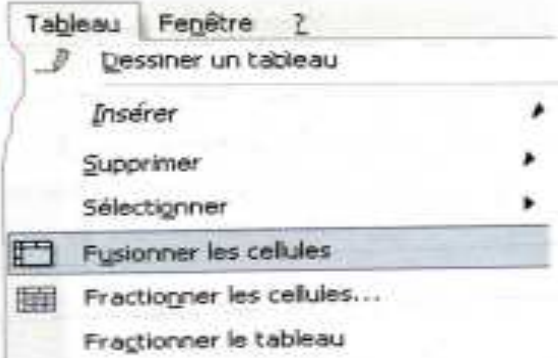 Tableau Fenêtre ?
Dessiner un tableau
Insérer
Supprimer
Sélectionner
Fusionner les cellules
Fractionner les cellules...
Fractionner le tableau